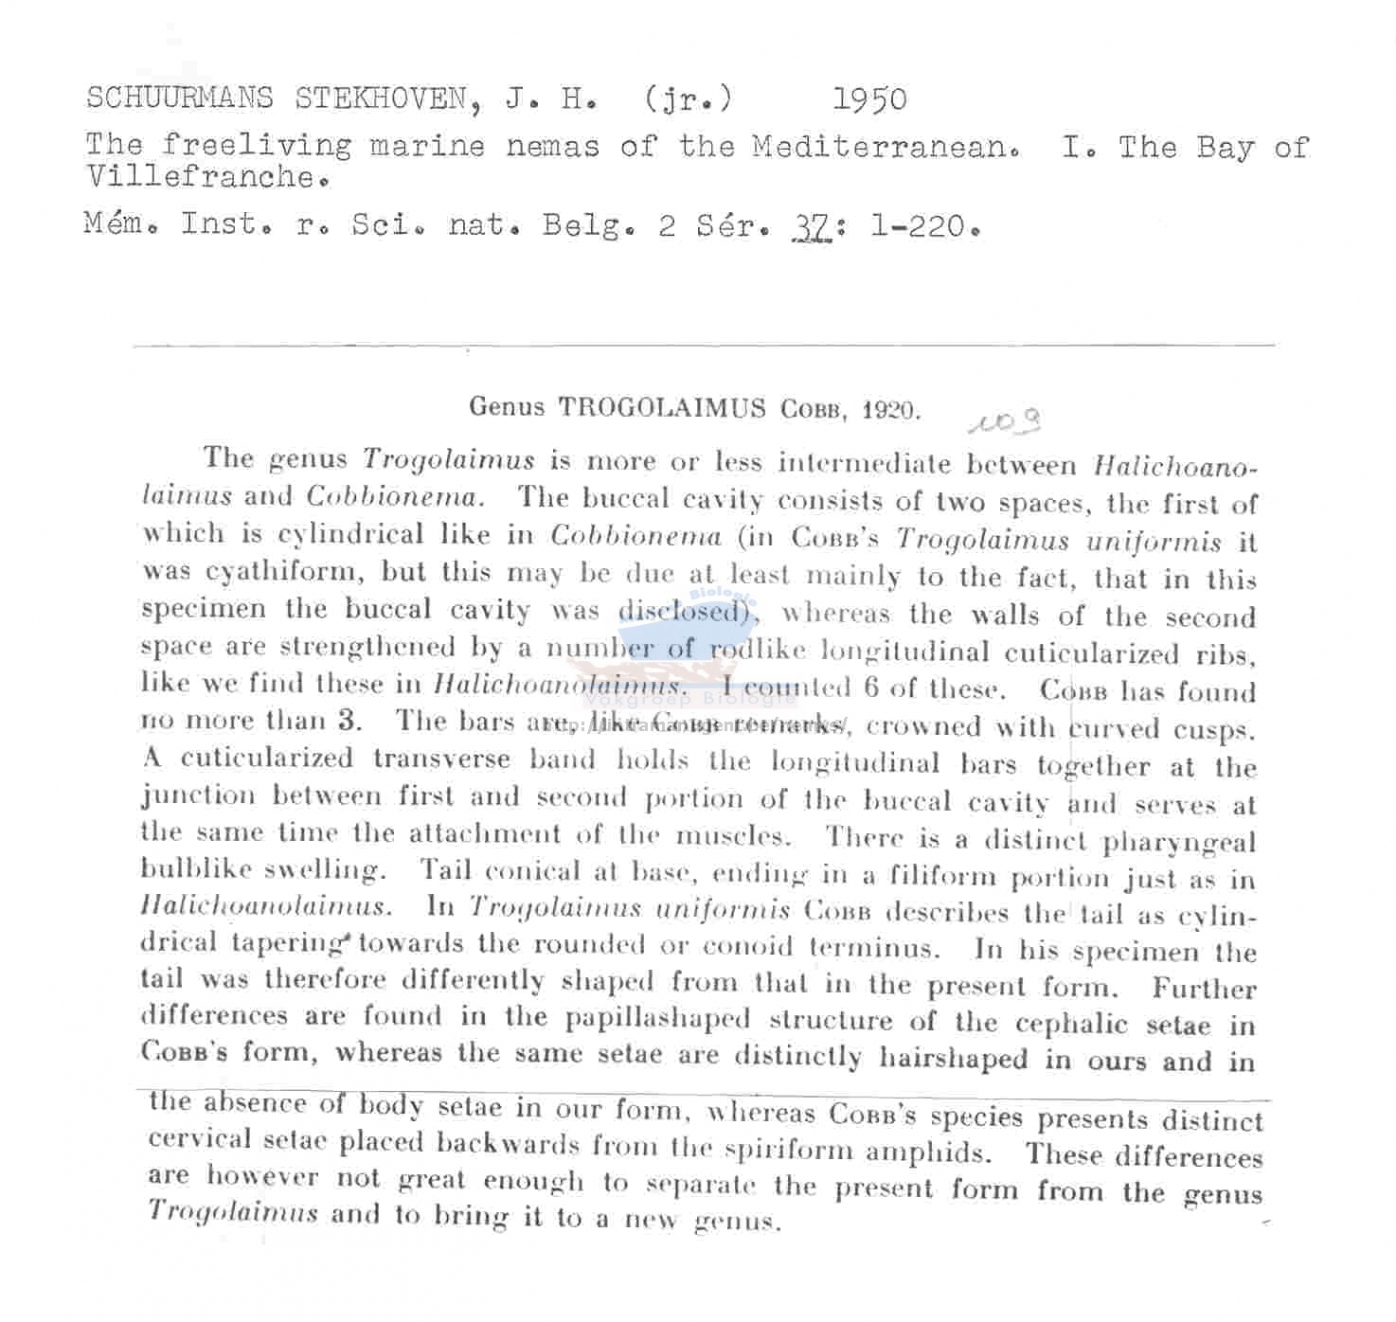 SCHUURMANS STEKHOVEN, J. H. (jr.) 1950
The freeliving marine nemas of the Mediterranean. I. The Bay of
Villefranche.
Mém. Inst. r. Sci. nat. Belg. 2 Sér. 37: 1-220.
Genus TROGOLAIMUS COBB, 1920.
109
The genus Trogolaimus is more or less intermediate between Halichoano-
laimus and Cobbionema. The buccal cavity consists of two spaces, the first of
which is cylindrical like in Cobbionema (in COBB's Trogolaimus uniformis it
was cyathiform, but this may be due at least mainly to the fact, that in this
specimen the buccal cavity was disclosed), whereas the walls of the second
space are strengthened by a number of rodlike longitudinal cuticularized ribs,
like we find these in Halichoanolaimus. I counted 6 of these. COBB has found
no more than 3. The bars are, like COBB remarks, crowned with curved cusps.
A cuticularized transverse band holds the longitudinal bars together at the
junction between first and second portion of the buccal cavity and serves at
the same time the attachment of the muscles. There is a distinct pharyngeal
bulblike swelling. Tail conical at base, ending in a filiform portion just as in
Halichoanolaimus. In Trogolaimus uniformis COBB describes the tail as cylin-
drical tapering towards the rounded or conoid terminus. In his specimen the
tail was therefore differently shaped from that in the present form. Further
differences are found in the papillashaped structure of the cephalic setae in
COBB's form, whereas the same setae are distinctly hairshaped in ours and in
the absence of body setae in our form, whereas COBB's species presents distinct
cervical setae placed backwards from the spiriform amphids. These differences
are however not great enough to separate the present form from the genus
Trogolaimus and to bring it to a new genus.
Biologie
Vakgroep Biologie